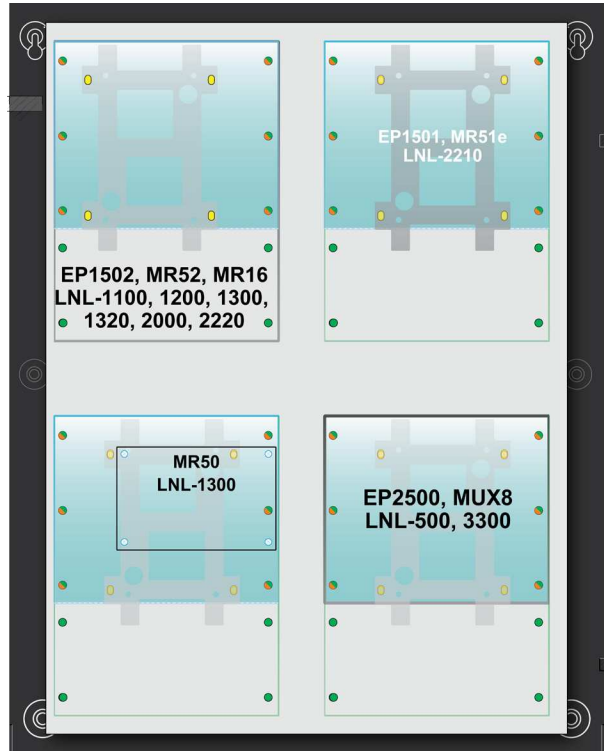 EP1501, MR51e
LNL-2210
EP1502, MR52, MR16
LNL-1100, 1200, 1300,
1320, 2000, 2220
MR50
LNL-1300
EP2500, MUX8
LNL-500, 3300